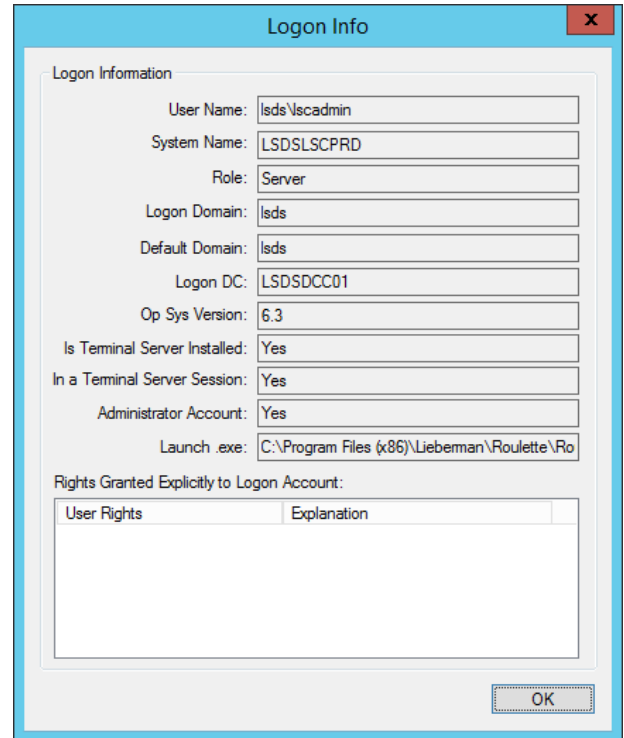 Logon Info
x
Logon Information
User Name: lsds\lscadmin
System Name: LSDSLSCPRD
Role: Server
Logon Domain: lsds
Default Domain: lsds
Logon DC: LSDSDCC01
Op Sys Version: 6.3
Is Terminal Server Installed: Yes
In a Terminal Server Session: Yes
Administrator Account: Yes
Launch .exe: C:\Program Files (x86)\Lieberman\Roulette\Ro
Rights Granted Explicitly to Logon Account:
User Rights Explanation
OK